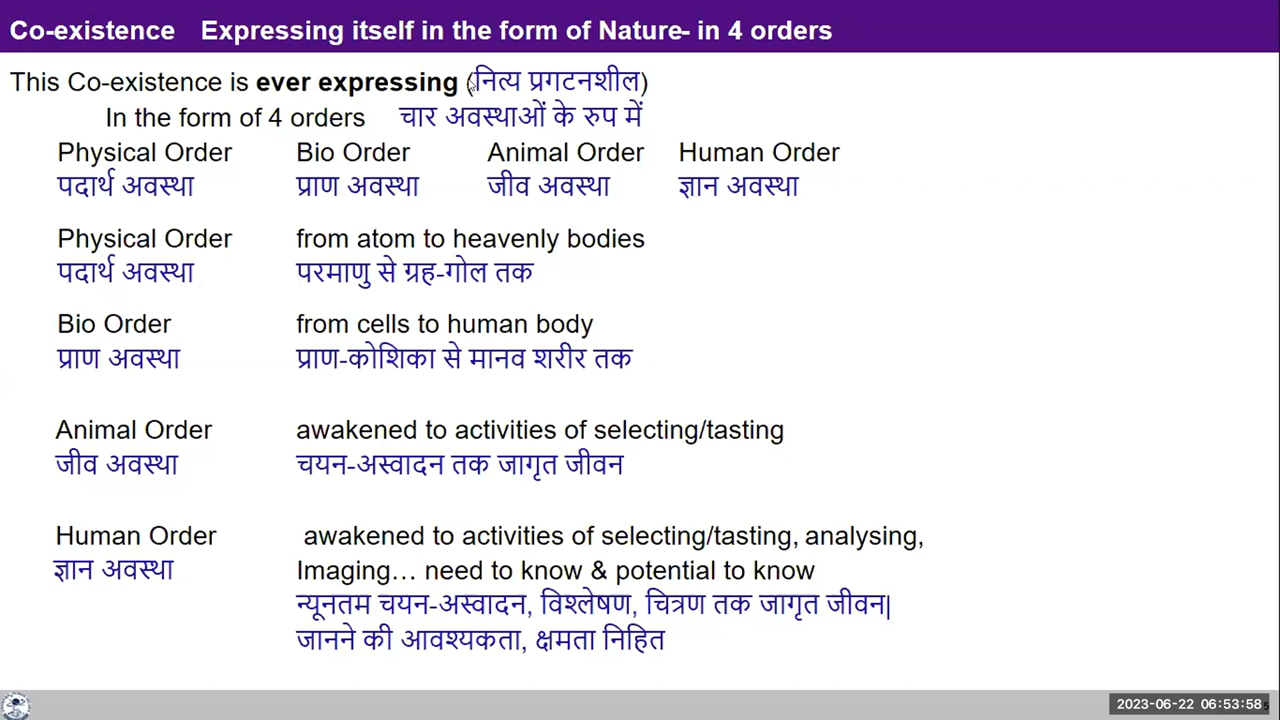 Co-existence Expressing itself in the form of Nature- in 4 orders
This Co-existence is ever expressing (नित्य प्रगटनशील)
In the form of 4 orders चार अवस्थाओं के रुप में
Physical Order Bio Order Animal Order Human Order
पदार्थ अवस्था प्राण अवस्था जीव अवस्था ज्ञान अवस्था
Physical Order from atom to heavenly bodies
पदार्थ अवस्था परमाणु से ग्रह-गोल तक
Bio Order from cells to human body
प्राण अवस्था प्राण-कोशिका से मानव शरीर तक
Animal Order awakened to activities of selecting/tasting
जीव अवस्था चयन-अस्वादन तक जागृत जीवन
Human Order awakened to activities of selecting/tasting, analysing,
ज्ञान अवस्था Imaging… need to know & potential to know
न्यूनतम चयन-अस्वादन, विश्लेषण, चित्रण तक जागृत जीवन|
जानने की आवश्यकता, क्षमता निहित
2023-06-22 06:53:58